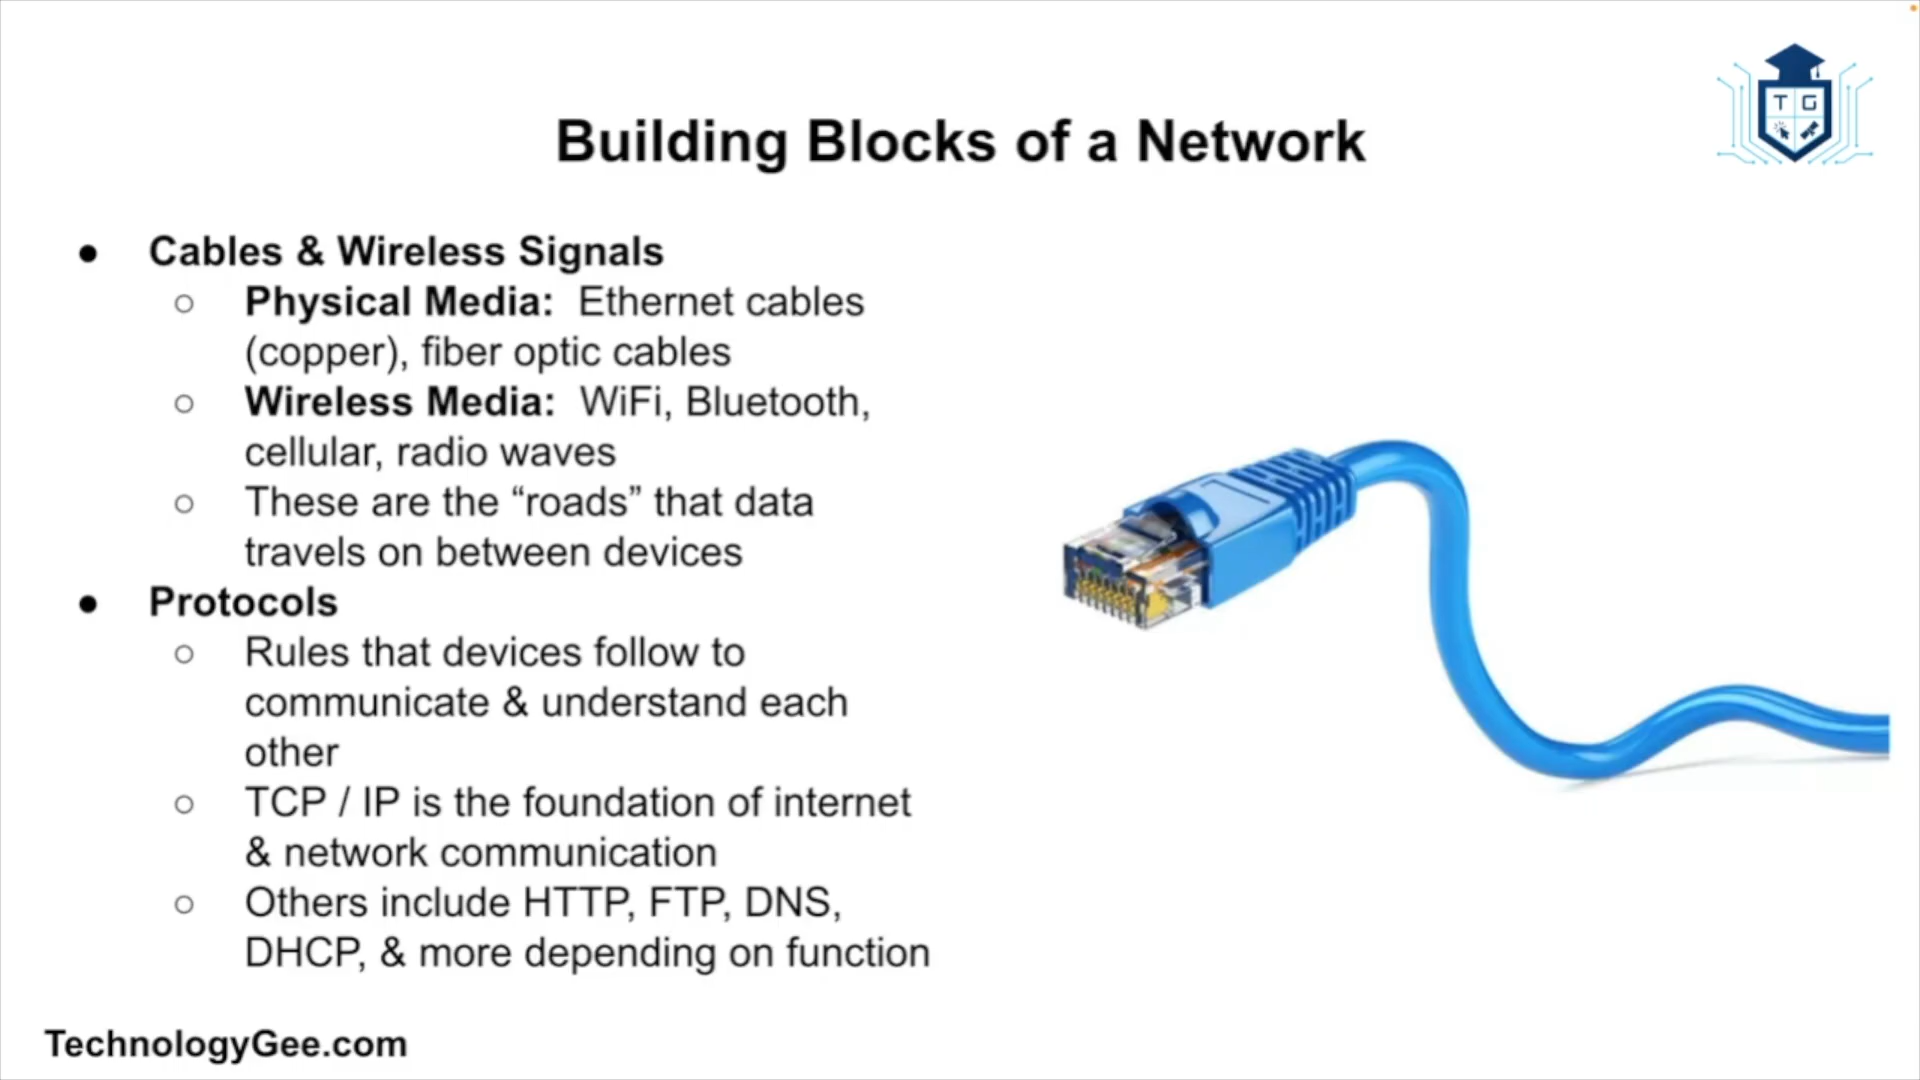 T G
Building Blocks of a Network
● Cables & Wireless Signals
○ Physical Media: Ethernet cables
(copper), fiber optic cables
○ Wireless Media: WiFi, Bluetooth,
cellular, radio waves
○ These are the “roads” that data
travels on between devices
● Protocols
○ Rules that devices follow to
communicate & understand each
other
○ TCP / IP is the foundation of internet
& network communication
○ Others include HTTP, FTP, DNS,
DHCP, & more depending on function
TechnologyGee.com